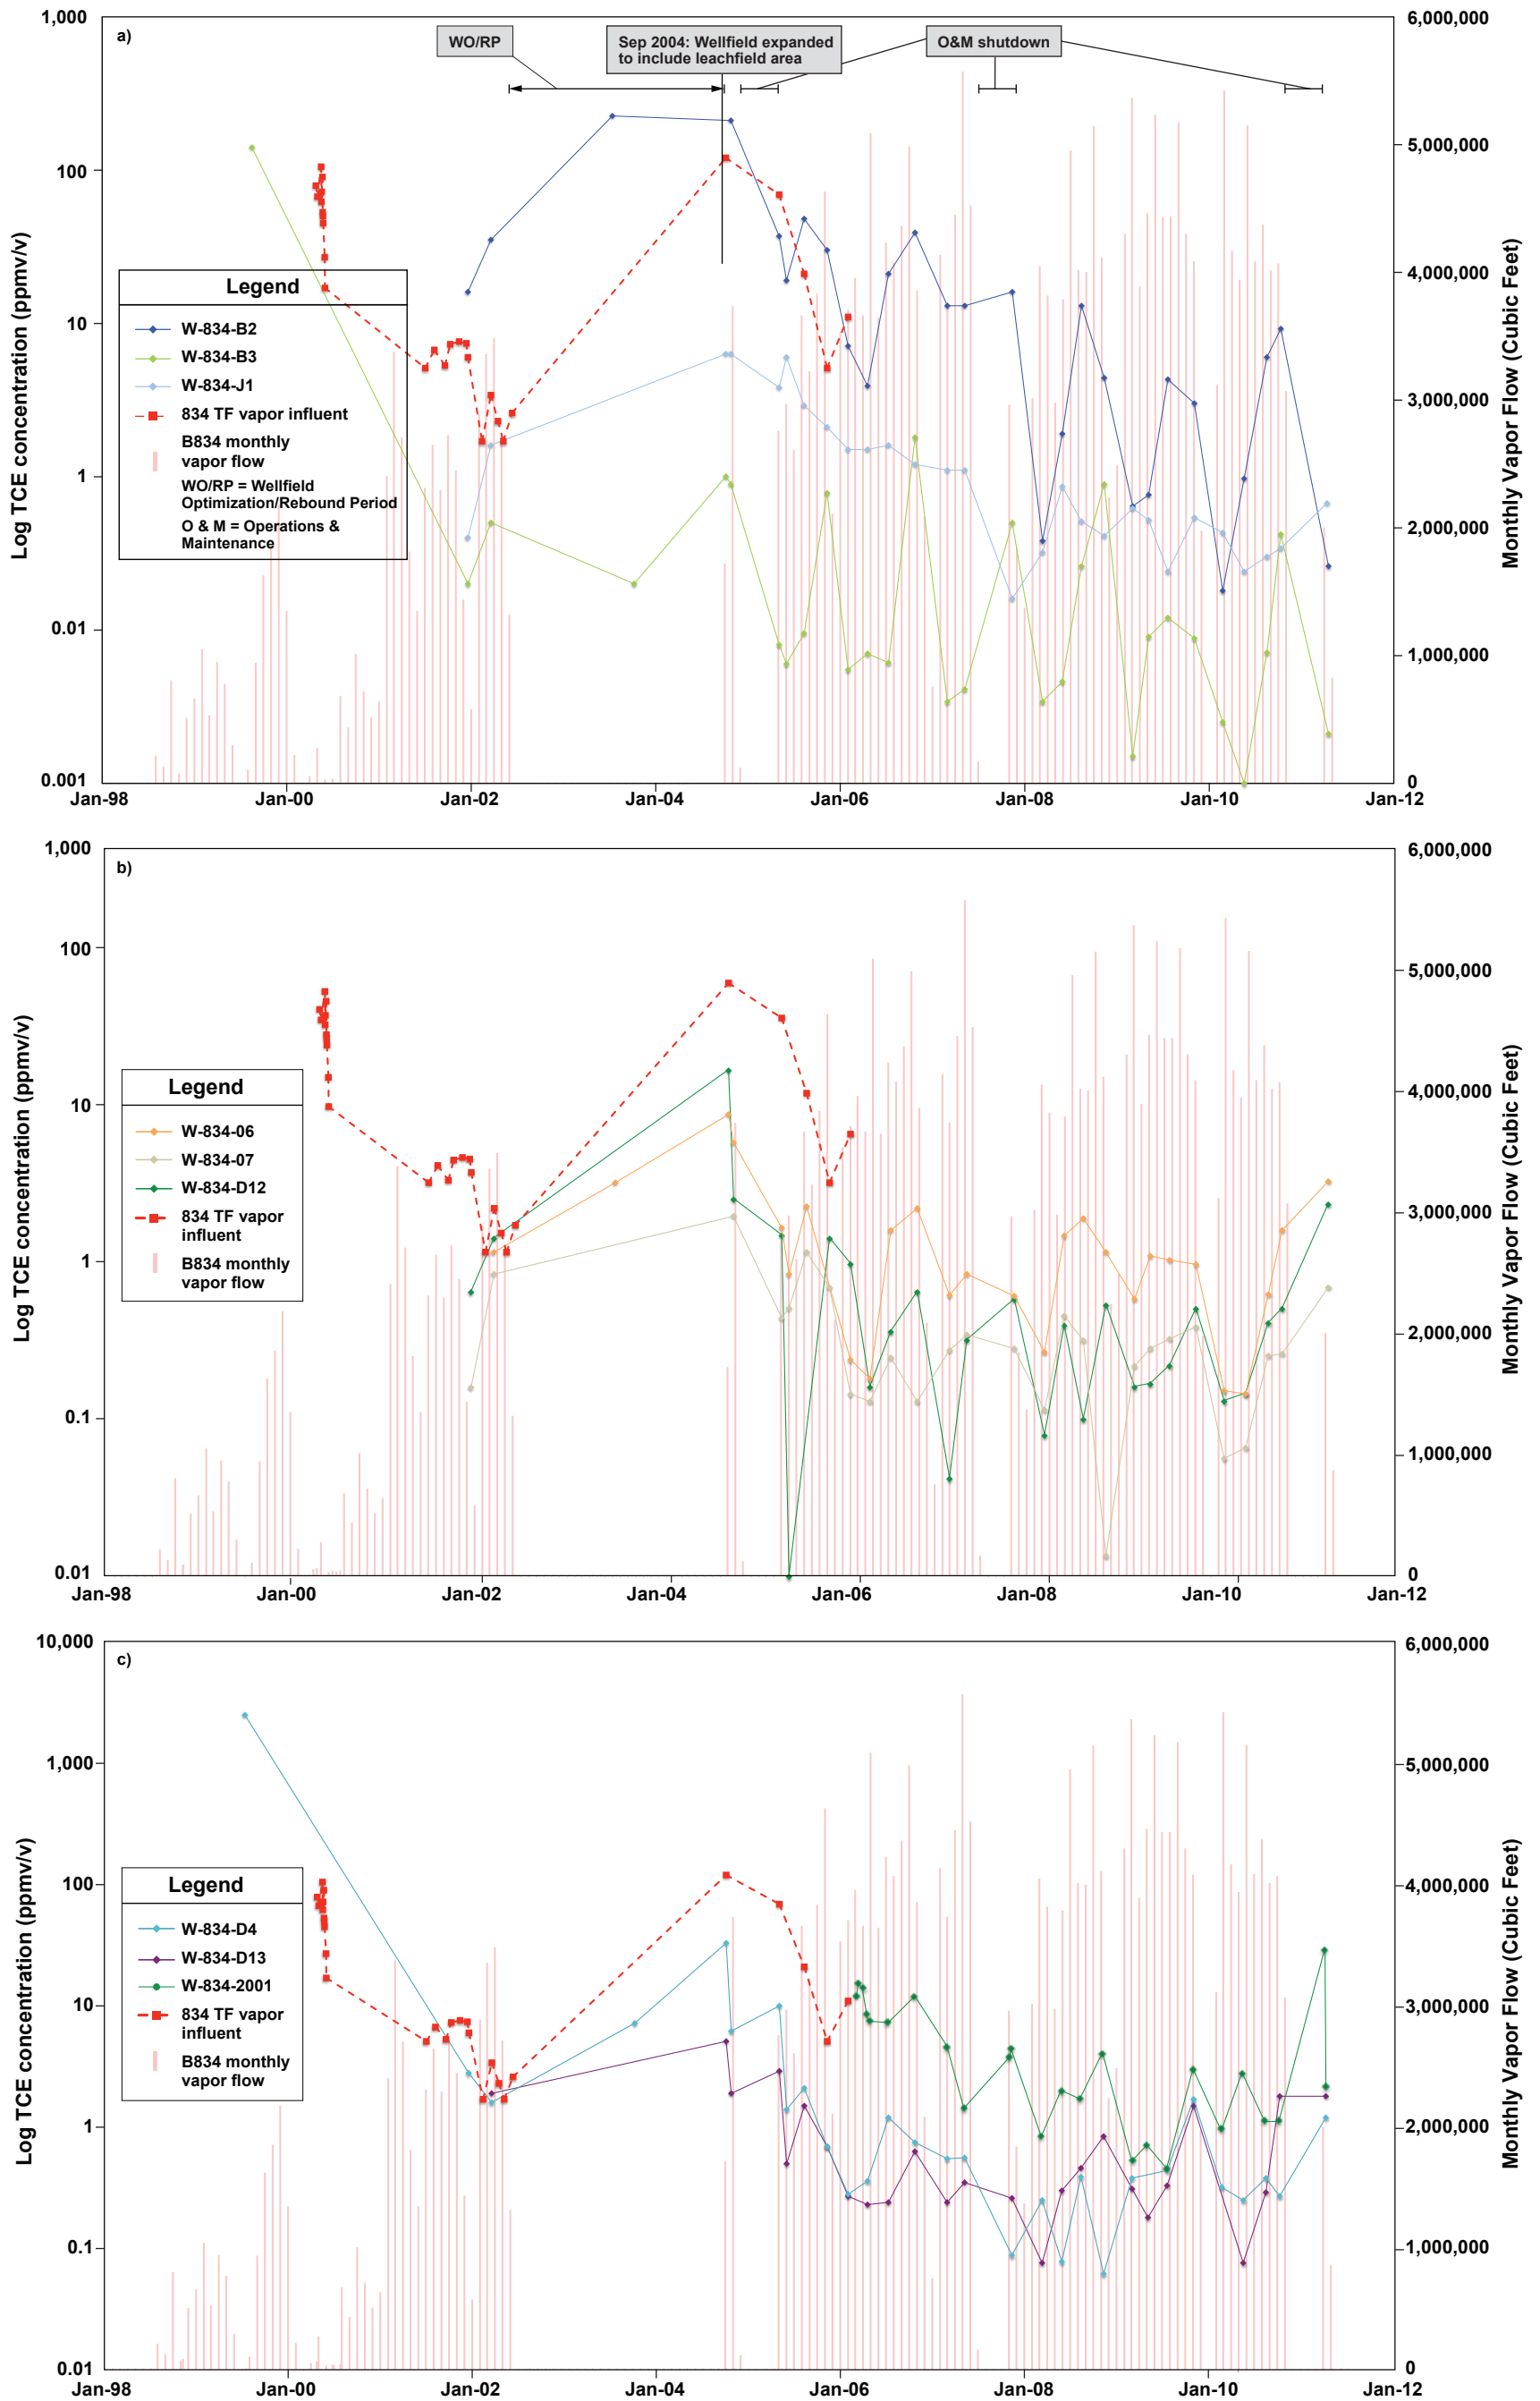 a)
WO/RP
Sep 2004: Wellfield expanded
to include leachfield area
O&M shutdown
1,000
100
10
1
0.01
0.001
Log TCE concentration (ppmv/v)
6,000,000
5,000,000
4,000,000
3,000,000
2,000,000
1,000,000
0
Monthly Vapor Flow (Cubic Feet)
Legend
W-834-B2
W-834-B3
W-834-J1
834 TF vapor influent
B834 monthly
vapor flow
WO/RP = Wellfield
Optimization/Rebound Period
O & M = Operations &
Maintenance
Jan-98 Jan-00 Jan-02 Jan-04 Jan-06 Jan-08 Jan-10 Jan-12
b)
1,000
100
10
1
0.1
0.01
Log TCE concentration (ppmv/v)
6,000,000
5,000,000
4,000,000
3,000,000
2,000,000
1,000,000
0
Monthly Vapor Flow (Cubic Feet)
Legend
W-834-06
W-834-07
W-834-D12
834 TF vapor
influent
B834 monthly
vapor flow
Jan-98 Jan-00 Jan-02 Jan-04 Jan-06 Jan-08 Jan-10 Jan-12
c)
10,000
1,000
100
10
1
0.1
0.01
Log TCE concentration (ppmv/v)
6,000,000
5,000,000
4,000,000
3,000,000
2,000,000
1,000,000
0
Monthly Vapor Flow (Cubic Feet)
Legend
W-834-D4
W-834-D13
W-834-2001
834 TF vapor
influent
B834 monthly
vapor flow
Jan-98 Jan-00 Jan-02 Jan-04 Jan-06 Jan-08 Jan-10 Jan-12